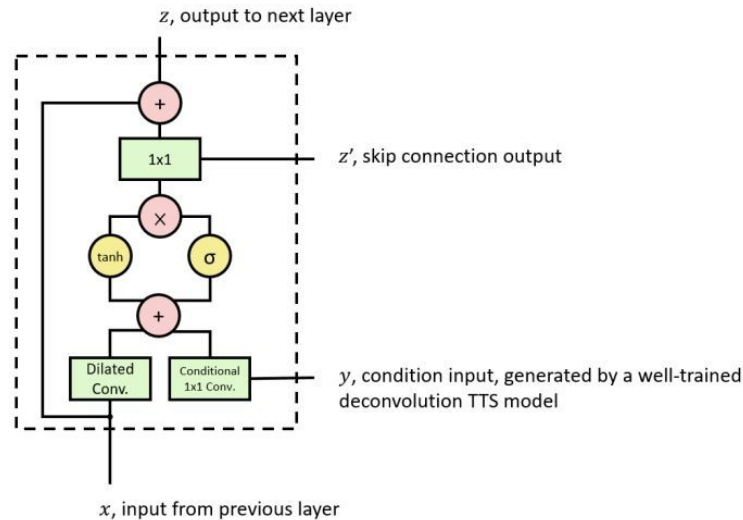 z, output to next layer
+
1x1
z′, skip connection output
×
tanh
σ
+
Dilated
Conv.
Conditional
1x1 Conv.
y, condition input, generated by a well-trained
deconvolution TTS model
x, input from previous layer